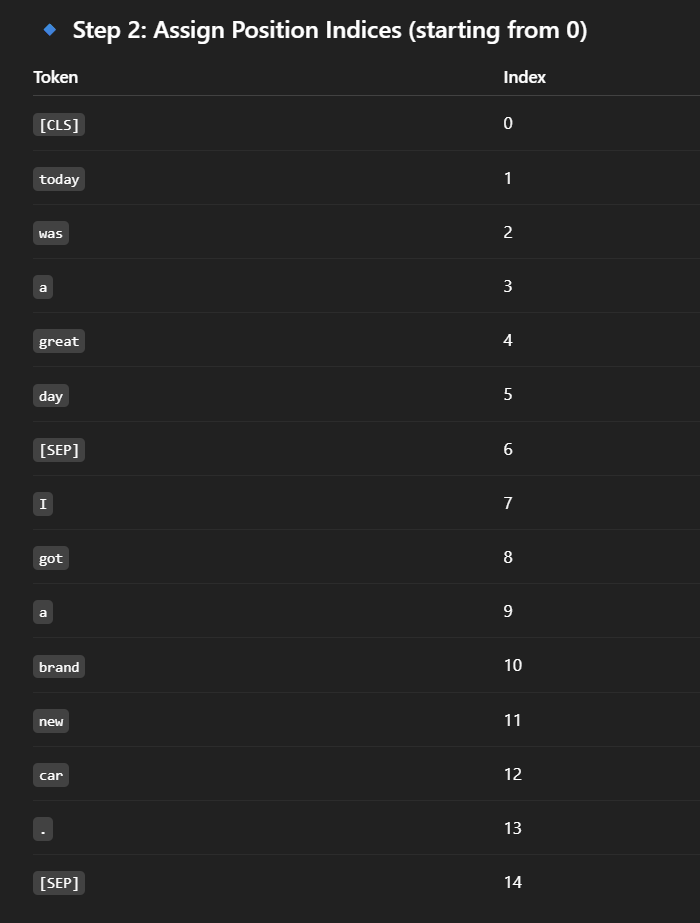 Step 2: Assign Position Indices (starting from 0)
Token Index
[CLS] 0
today 1
was 2
a 3
great 4
day 5
[SEP] 6
I 7
got 8
a 9
brand 10
new 11
car 12
. 13
[SEP] 14